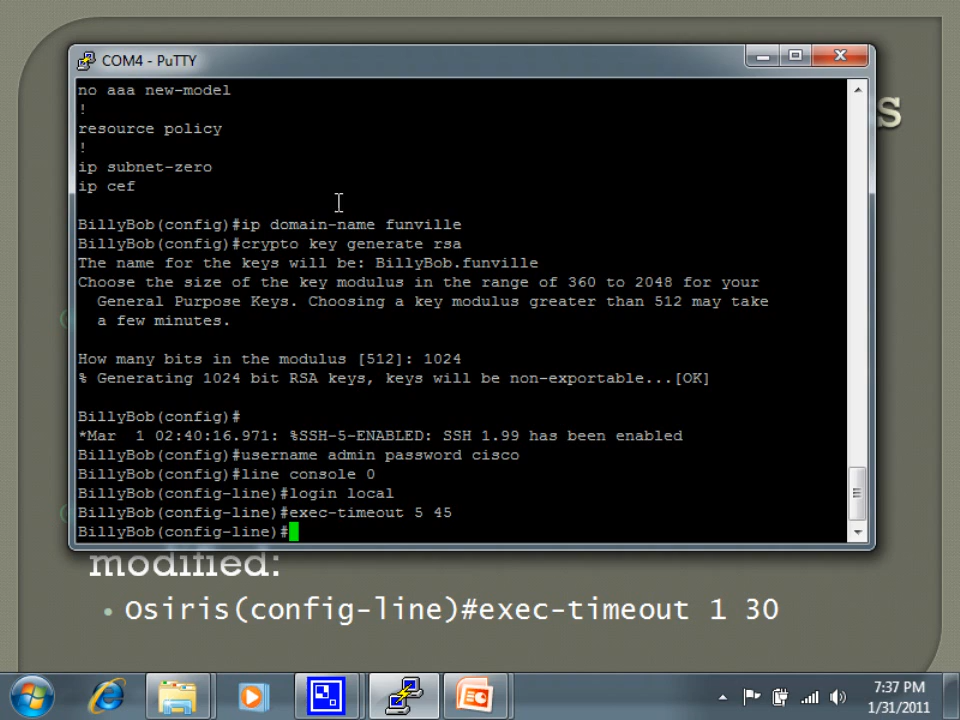 COM4 - PuTTY
s
no aaa new-model
!
resource policy
!
ip subnet-zero
ip cef
BillyBob(config)#ip domain-name funville
BillyBob(config)#crypto key generate rsa
The name for the keys will be: BillyBob.funville
Choose the size of the key modulus in the range of 360 to 2048 for your
General Purpose Keys. Choosing a key modulus greater than 512 may take
a few minutes.
How many bits in the modulus [512]: 1024
% Generating 1024 bit RSA keys, keys will be non-exportable...[OK]
BillyBob(config)#
*Mar  1 02:40:16.971: %SSH-5-ENABLED: SSH 1.99 has been enabled
BillyBob(config)#username admin password cisco
BillyBob(config)#line console 0
BillyBob(config-line)#login local
BillyBob(config-line)#exec-timeout 5 45
BillyBob(config-line)#
modified:
• Osiris(config-line)#exec-timeout 1 30
7:37 PM
1/31/2011